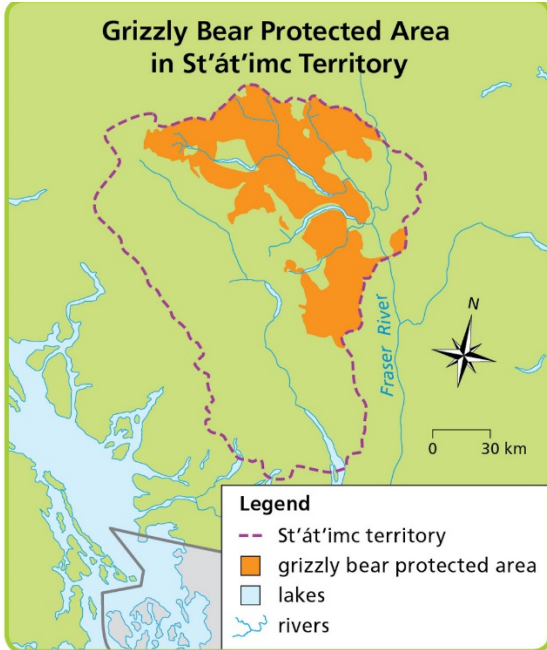 Grizzly Bear Protected Area
in St'át'imc Territory
Fraser River
N
0 30 km
Legend
St'át'imc territory
grizzly bear protected area
lakes
rivers